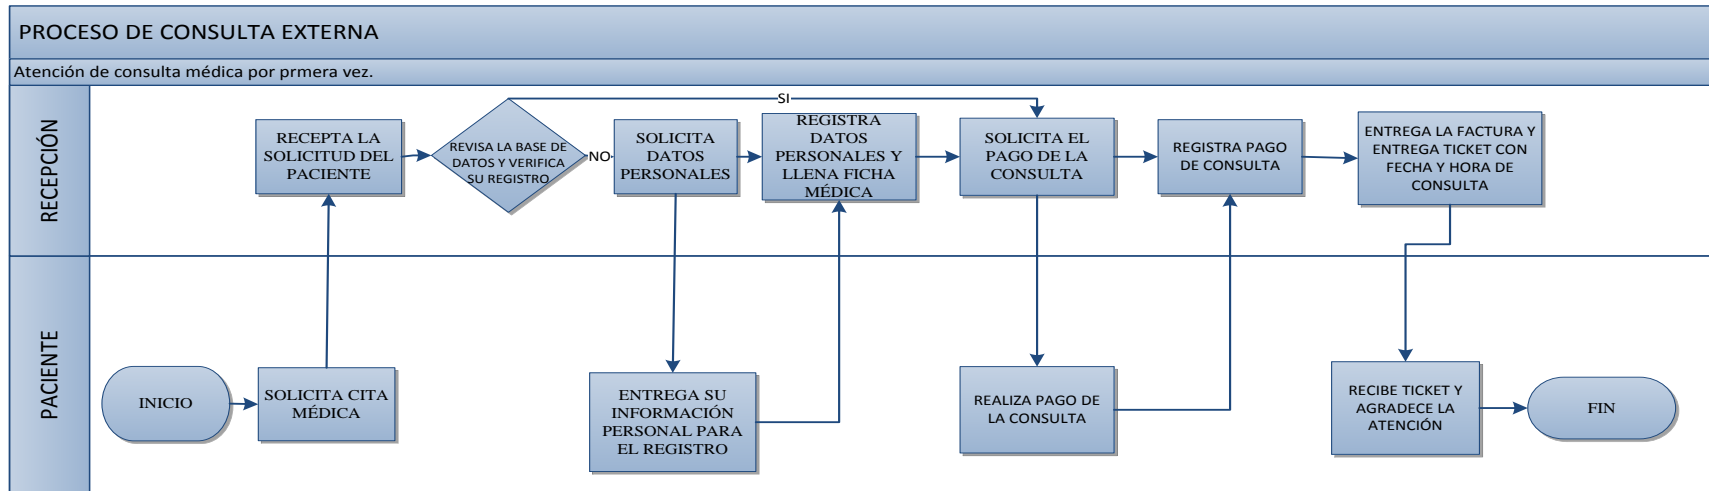 PROCESO DE CONSULTA EXTERNA
Atención de consulta médica por prmera vez.
RECEPCIÓN
RECEPTA LA
SOLICITUD DEL
PACIENTE
REVISA LA BASE DE
DATOS Y VERIFICA
SU REGISTRO
SI
NO
SOLICITA
DATOS
PERSONALES
REGISTRA
DATOS
PERSONALES Y
LLENA FICHA
MÉDICA
SOLICITA EL
PAGO DE LA
CONSULTA
REGISTRA PAGO
DE CONSULTA
ENTREGA LA FACTURA Y
ENTREGA TICKET CON
FECHA Y HORA DE
CONSULTA
PACIENTE
INICIO
SOLICITA CITA
MÉDICA
ENTREGA SU
INFORMACIÓN
PERSONAL PARA
EL REGISTRO
REALIZA PAGO DE
LA CONSULTA
RECIBE TICKET Y
AGRADECE LA
ATENCIÓN
FIN